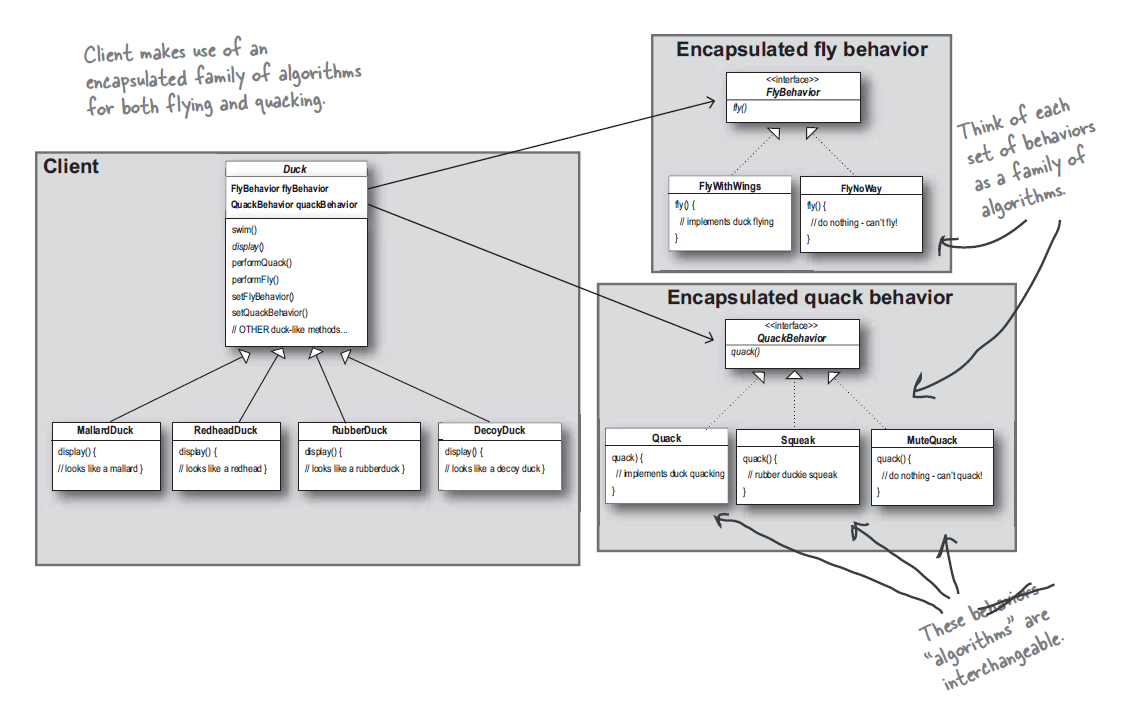 Client makes use of an
encapsulated family of algorithms
for both flying and quacking.
Client
Duck
FlyBehavior flyBehavior
QuackBehavior quackBehavior
swim()
display()
performQuack()
performFly()
setFlyBehavior()
setQuackBehavior()
// OTHER duck-like methods...
MallardDuck
display() {
// looks like a mallard }
RedheadDuck
display() {
// looks like a redhead }
RubberDuck
display() {
// looks like a rubberduck }
DecoyDuck
display() {
// looks like a decoy duck }
Encapsulated fly behavior
<<interface>>
FlyBehavior
fly()
FlyWithWings
fly() {
// implements duck flying
}
FlyNoWay
fly() {
// do nothing - can't fly!
}
Think of each
set of behaviors
as a family of
algorithms.
Encapsulated quack behavior
<<interface>>
QuackBehavior
quack()
Quack
quack) {
// implements duck quacking
}
Squeak
quack() {
// rubber duckie squeak
}
MuteQuack
quack() {
// do nothing - can't quack!
}
These behaviors
“algorithms” are
interchangeable.